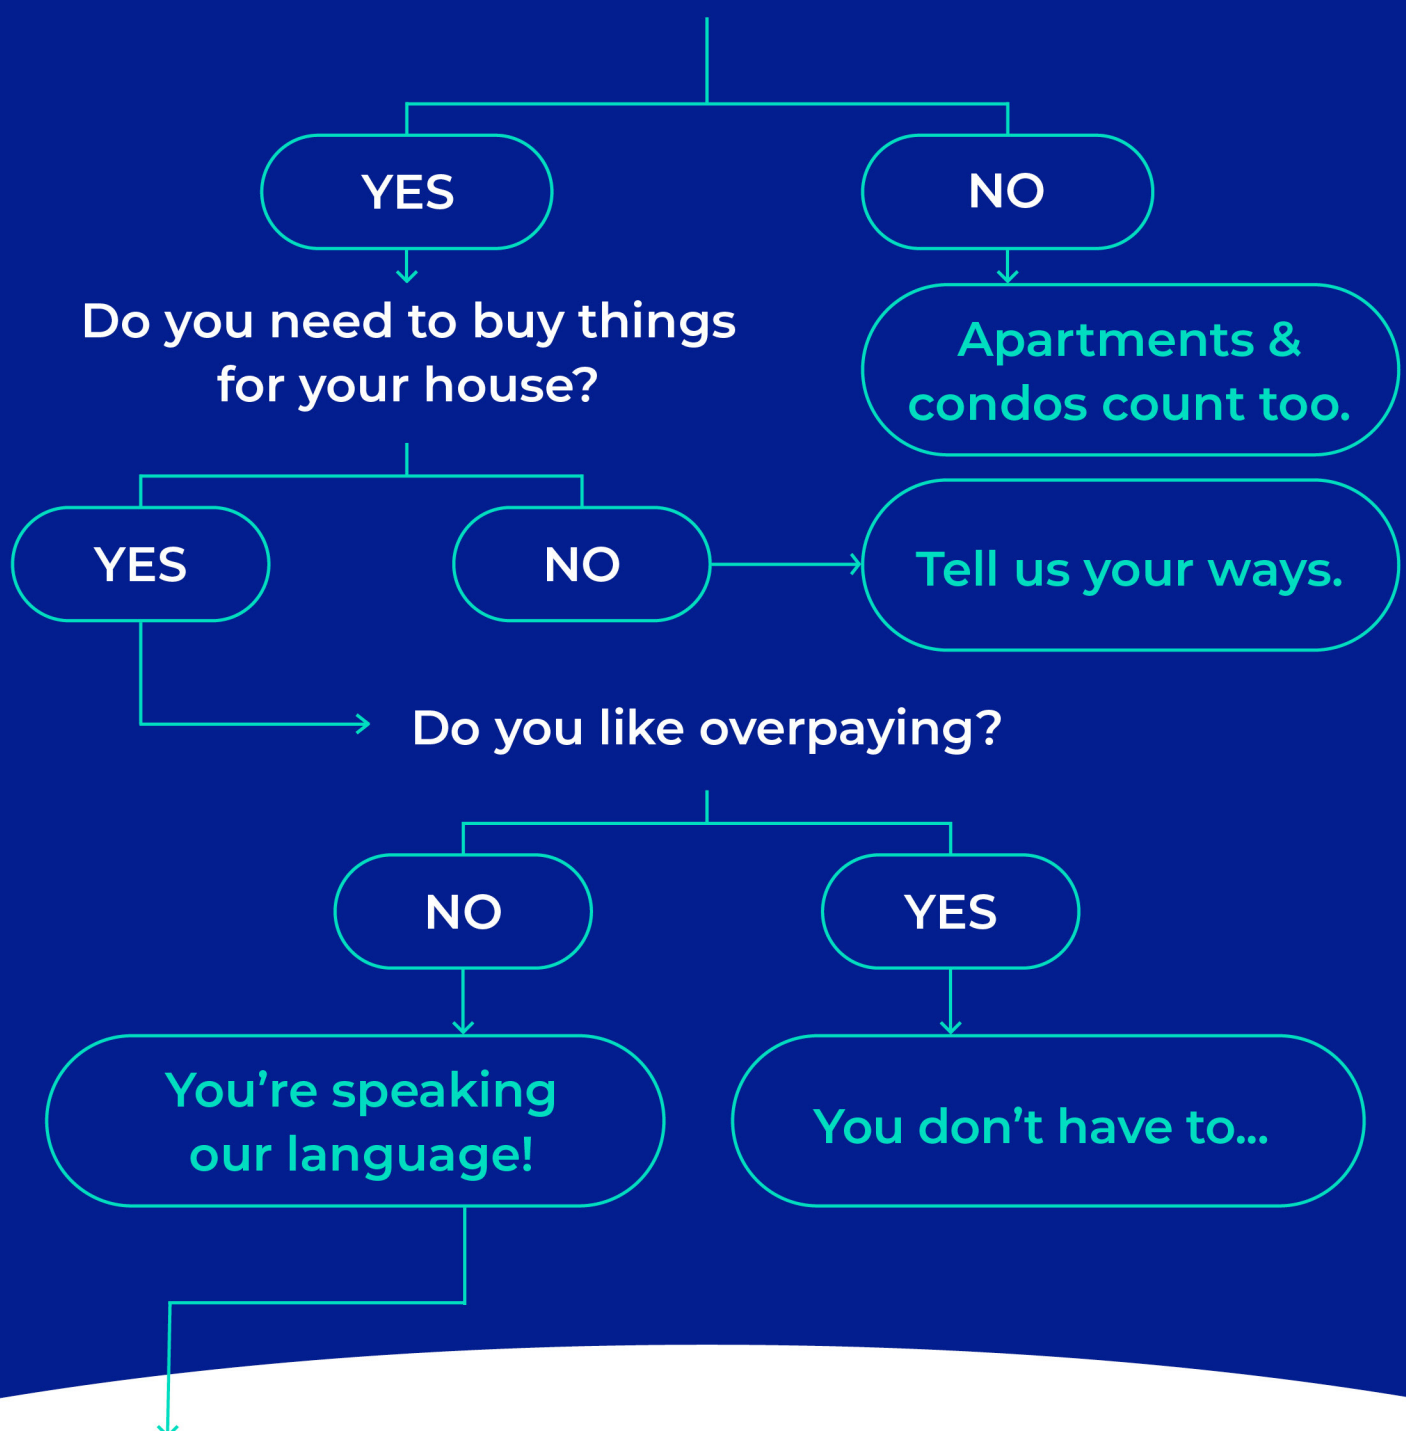 YES
NO
Do you need to buy things
for your house?
Apartments &
condos count too.
YES
NO
Tell us your ways.
Do you like overpaying?
NO
YES
You’re speaking
our language!
You don’t have to...